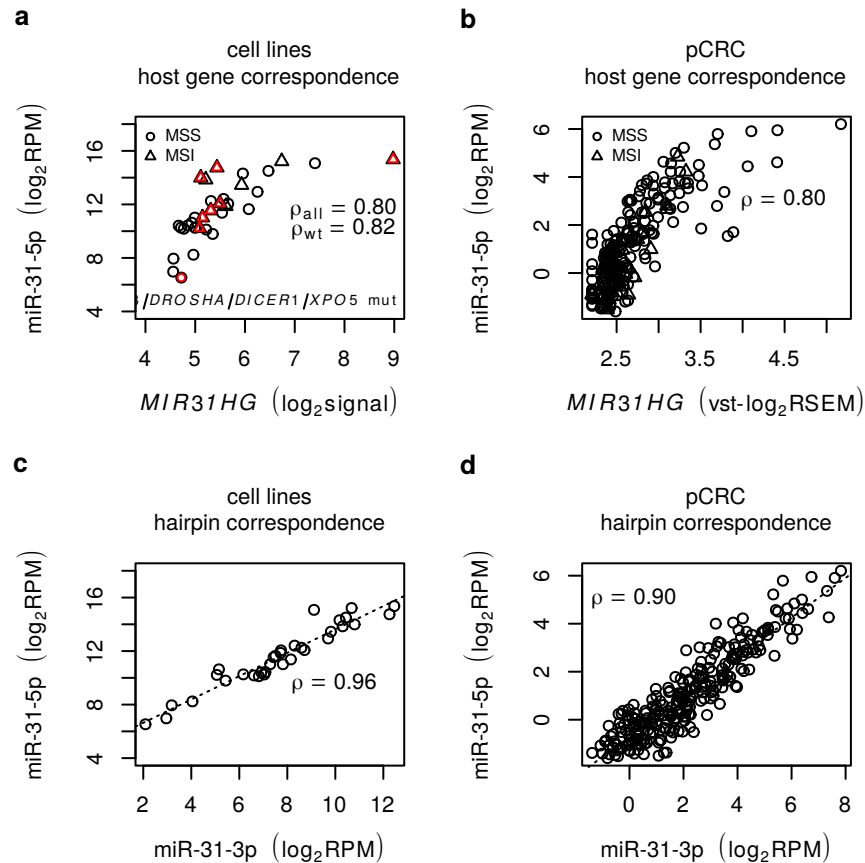 a
cell lines
host gene correspondence
miR-31-5p (log₂RPM)
16
12
8
4
MSS
MSI
ρall = 0.80
ρwt = 0.82
/DROSHA/DICER1/XPO5 mut
4 5 6 7 8 9
MIR31HG (log₂signal)
b
pCRC
host gene correspondence
miR-31-5p (log₂RPM)
6
4
2
0
MSS
MSI
ρ = 0.80
2.5 3.5 4.5
MIR31HG (vst-log₂RSEM)
c
cell lines
hairpin correspondence
miR-31-5p (log₂RPM)
16
12
8
4
ρ = 0.96
2 4 6 8 10 12
miR-31-3p (log₂RPM)
d
pCRC
hairpin correspondence
miR-31-5p (log₂RPM)
6
4
2
0
ρ = 0.90
0 2 4 6 8
miR-31-3p (log₂RPM)